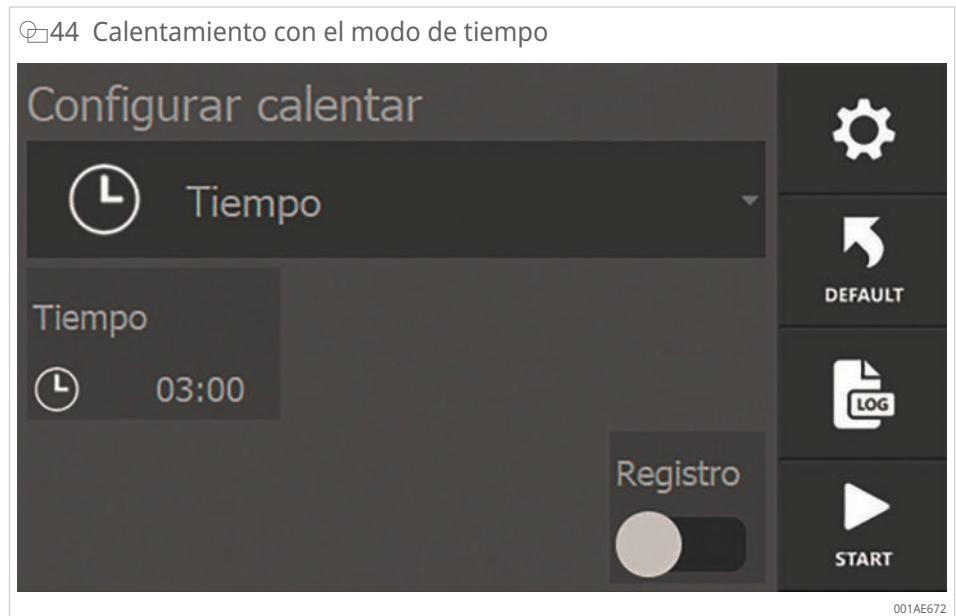 44 Calentamiento con el modo de tiempo
Configurar calentar
Tiempo
DEFAULT
Tiempo
03:00
LOG
Registro
START
001AE672